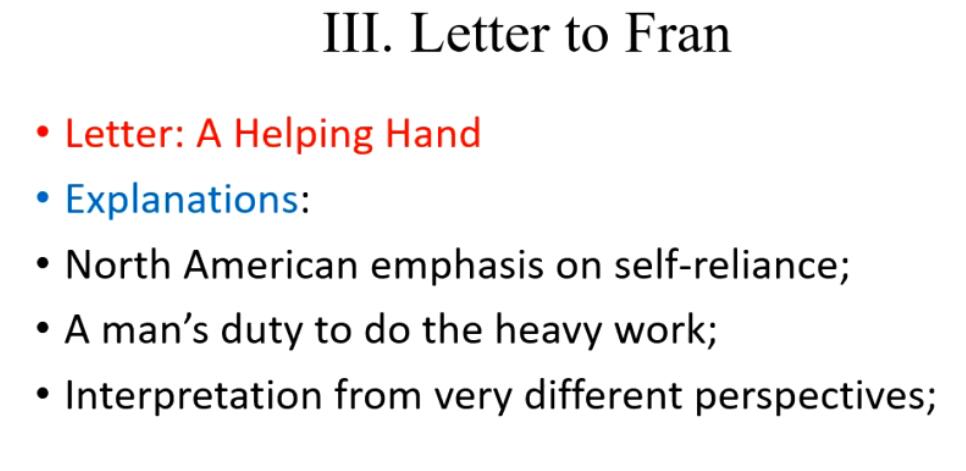 III. Letter to Fran
• Letter: A Helping Hand
• Explanations:
• North American emphasis on self-reliance;
• A man’s duty to do the heavy work;
• Interpretation from very different perspectives;